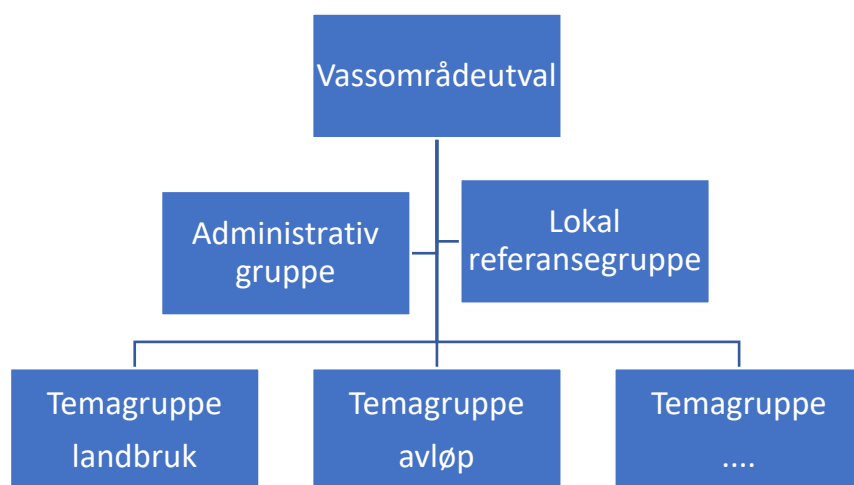 Vassområdeutval
Administrativ
gruppe
Lokal
referansegruppe
Temagruppe
landbruk
Temagruppe
avløp
Temagruppe
....